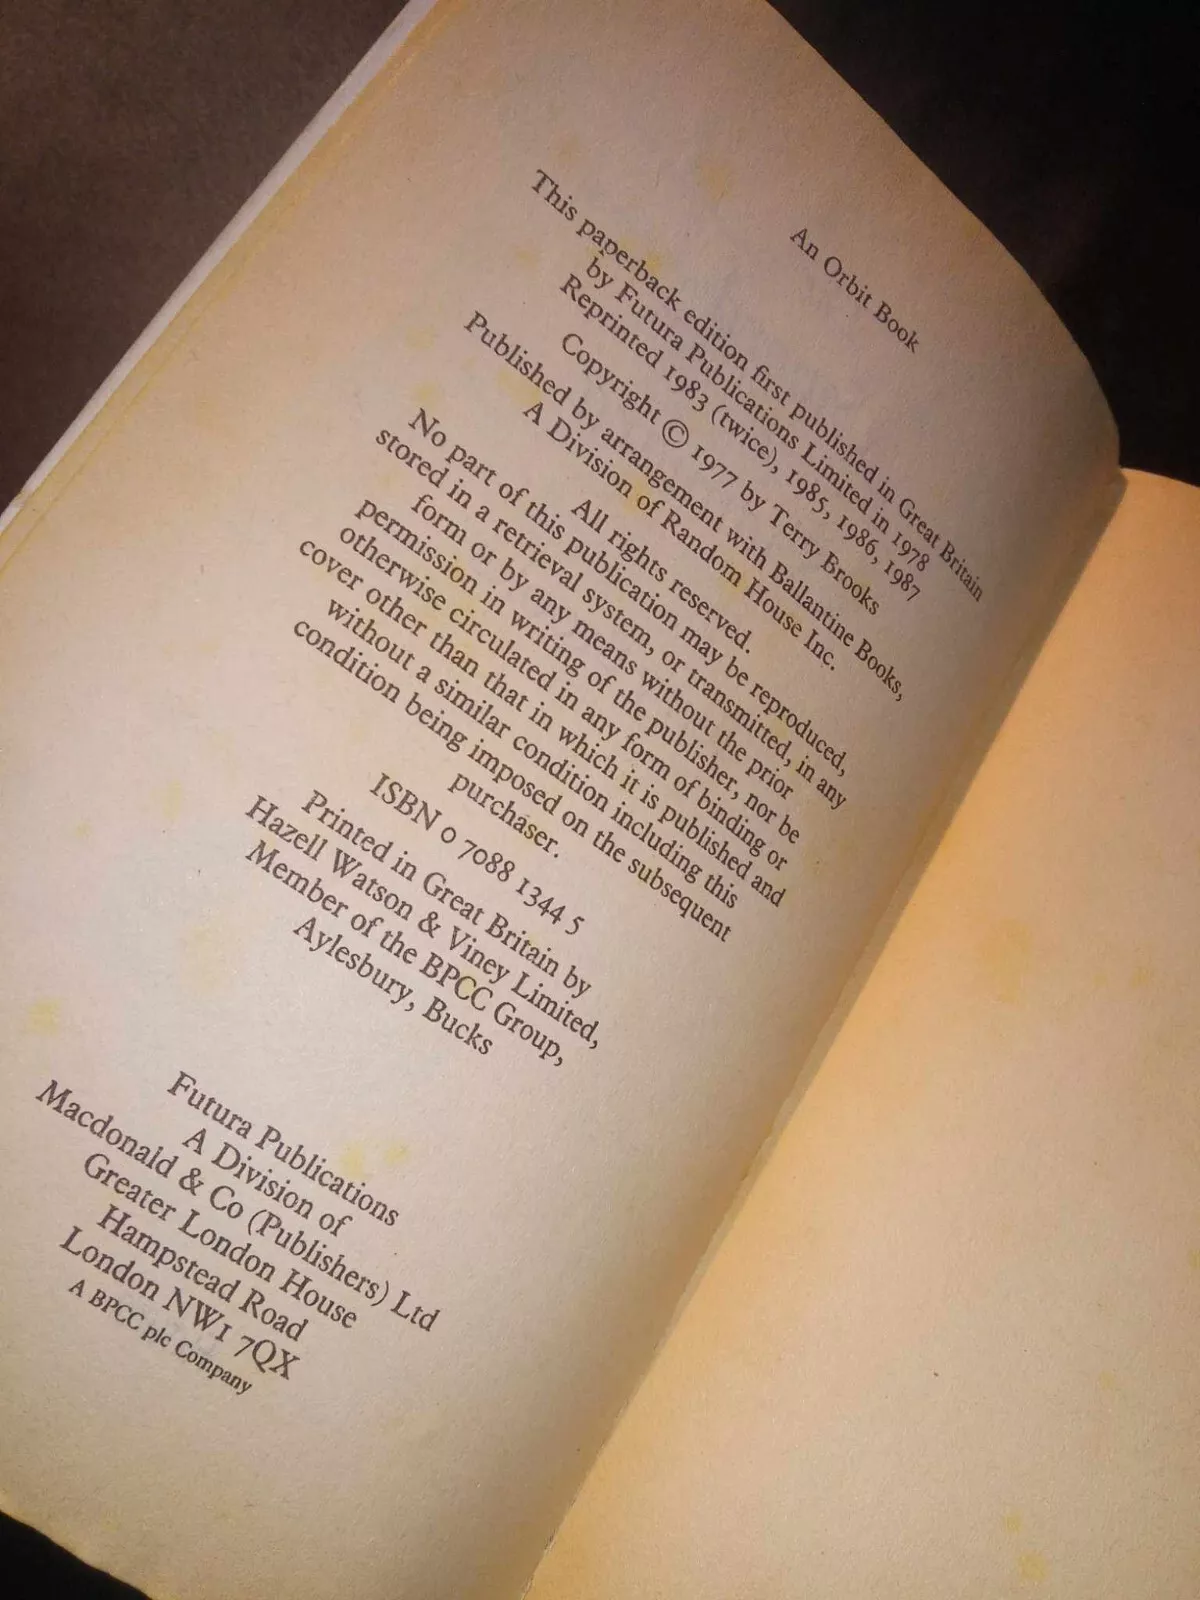 An Orbit Book
This paperback edition first published in Great Britain
by Futura Publications Limited in 1978
Reprinted 1983 (twice), 1985, 1986, 1987
Copyright © 1977 by Terry Brooks
Published by arrangement with Ballantine Books,
A Division of Random House Inc.
All rights reserved.
No part of this publication may be reproduced,
stored in a retrieval system, or transmitted, in any
form or by any means without the prior
permission in writing of the publisher, nor be
otherwise circulated in any form of binding or
cover other than that in which it is published and
without a similar condition including this
condition being imposed on the subsequent
purchaser.
ISBN 0 7088 1344 5
Printed in Great Britain by
Hazell Watson & Viney Limited,
Member of the BPCC Group,
Aylesbury, Bucks
Futura Publications
A Division of
Macdonald & Co (Publishers) Ltd
Greater London House
Hampstead Road
London NW1 7QX
A BPCC plc Company